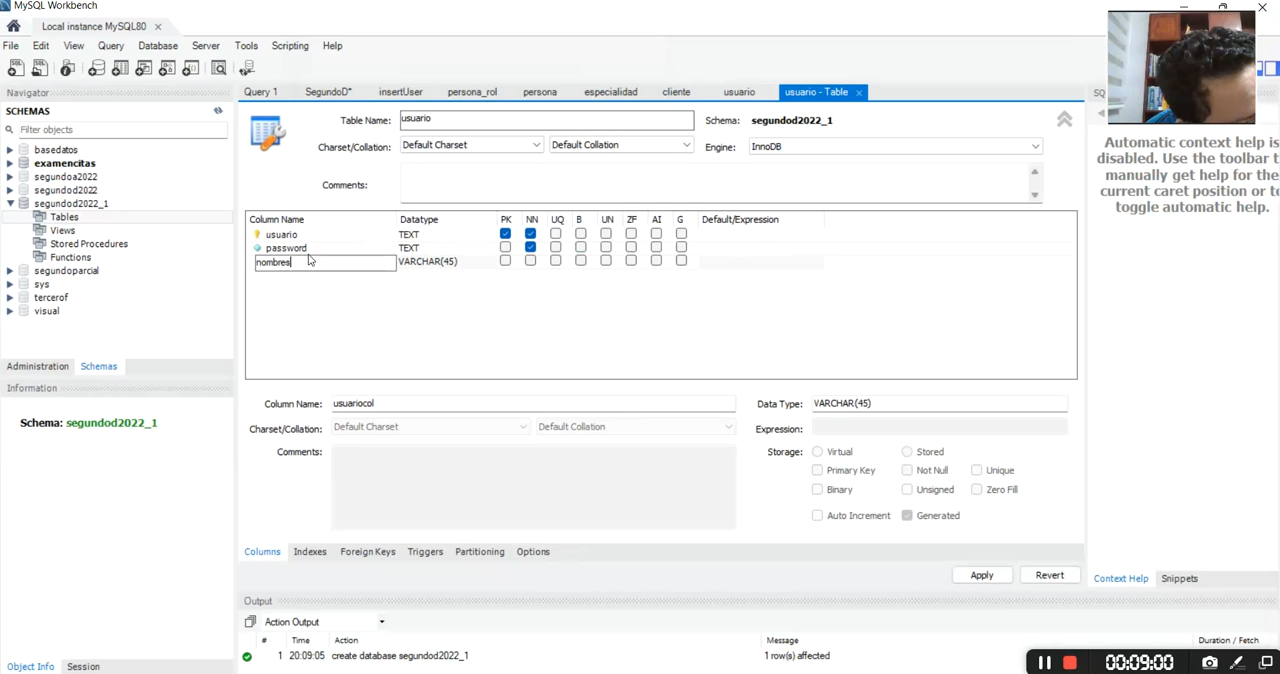 MySQL Workbench
Local instance MySQL80
File Edit View Query Database Server Tools Scripting Help
Navigator
SCHEMAS
Filter objects
basedatos
examencitas
segundoa2022
segundod2022
segundod2022_1
Tables
Views
Stored Procedures
Functions
segundoparcial
sys
tercerof
visual
Administration Schemas
Information
Schema: segundod2022_1
Object Info Session
Query 1 SegundoD* insertUser persona_rol persona especialidad cliente usuario usuario - Table
Table Name: usuario Schema: segundod2022_1
Charset/Collation: Default Charset Default Collation Engine: InnoDB
Comments:
Column Name Datatype PK NN UQ B UN ZF AI G Default/Expression
usuario TEXT
password TEXT
nombres VARCHAR(45)
Column Name: usuariocol Data Type: VARCHAR(45)
Charset/Collation: Default Charset Default Collation Expression:
Comments: Storage: Virtual Stored
Primary Key Not Null Unique
Binary Unsigned Zero Fill
Auto Increment Generated
Columns Indexes Foreign Keys Triggers Partitioning Options
Apply Revert
Output
Action Output
# Time Action Message Duration / Fetch
1 20:09:05 create database segundod2022_1 1 row(s) affected
SQ
Automatic context help is
disabled. Use the toolbar t
manually get help for the
current caret position or to
toggle automatic help.
Context Help Snippets
00:09:00